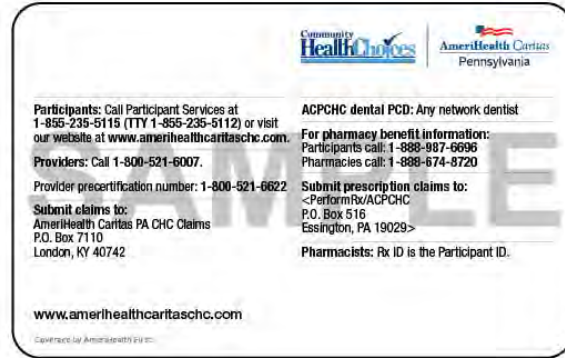 Community
HealthChoices
AmeriHealth Caritas
Pennsylvania
Participants: Call Participant Services at
1-855-235-5115 (TTY 1-855-235-5112) or visit
our website at www.amerihealthcaritaschc.com.
Providers: Call 1-800-521-6007.
Provider precertification number: 1-800-521-6622
Submit claims to:
AmeriHealth Caritas PA CHC Claims
P.O. Box 7110
London, KY 40742
ACPCHC dental PCD: Any network dentist
For pharmacy benefit information:
Participants call: 1-888-987-6696
Pharmacies call: 1-888-674-8720
Submit prescription claims to:
<PerformRx/ACPCHC
P.O. Box 516
Essington, PA 19029>
Pharmacists: Rx ID is the Participant ID.
SAMPLE
www.amerihealthcaritaschc.com
Coverage by AmeriHealth First.